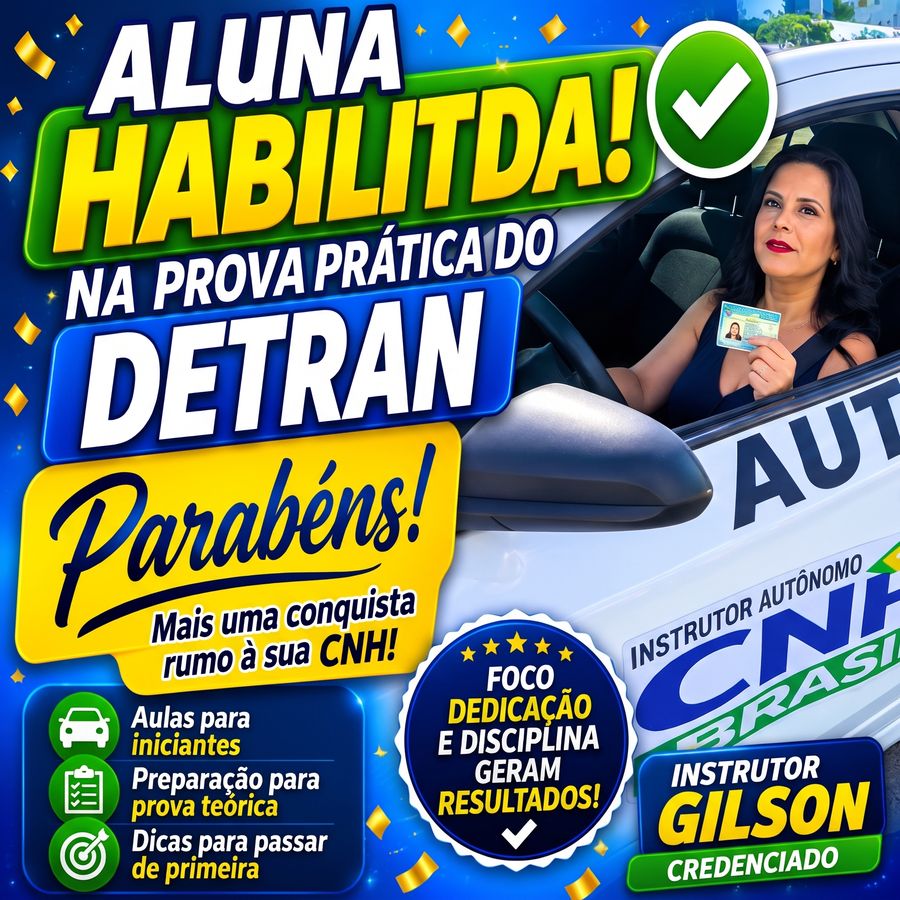 ALUNA
HABILITDA!
NA PROVA PRÁTICA DO
DETRAN
Parabéns!
Mais uma conquista
rumo à sua CNH!
Aulas para
iniciantes
Preparação para
prova teórica
Dicas para passar
de primeira
FOCO
DEDICAÇÃO
E DISCIPLINA
GERAM
RESULTADOS!
AUT
INSTRUTOR AUTÔNOMO
CNH
BRASIL
INSTRUTOR
GILSON
CREDENCIADO